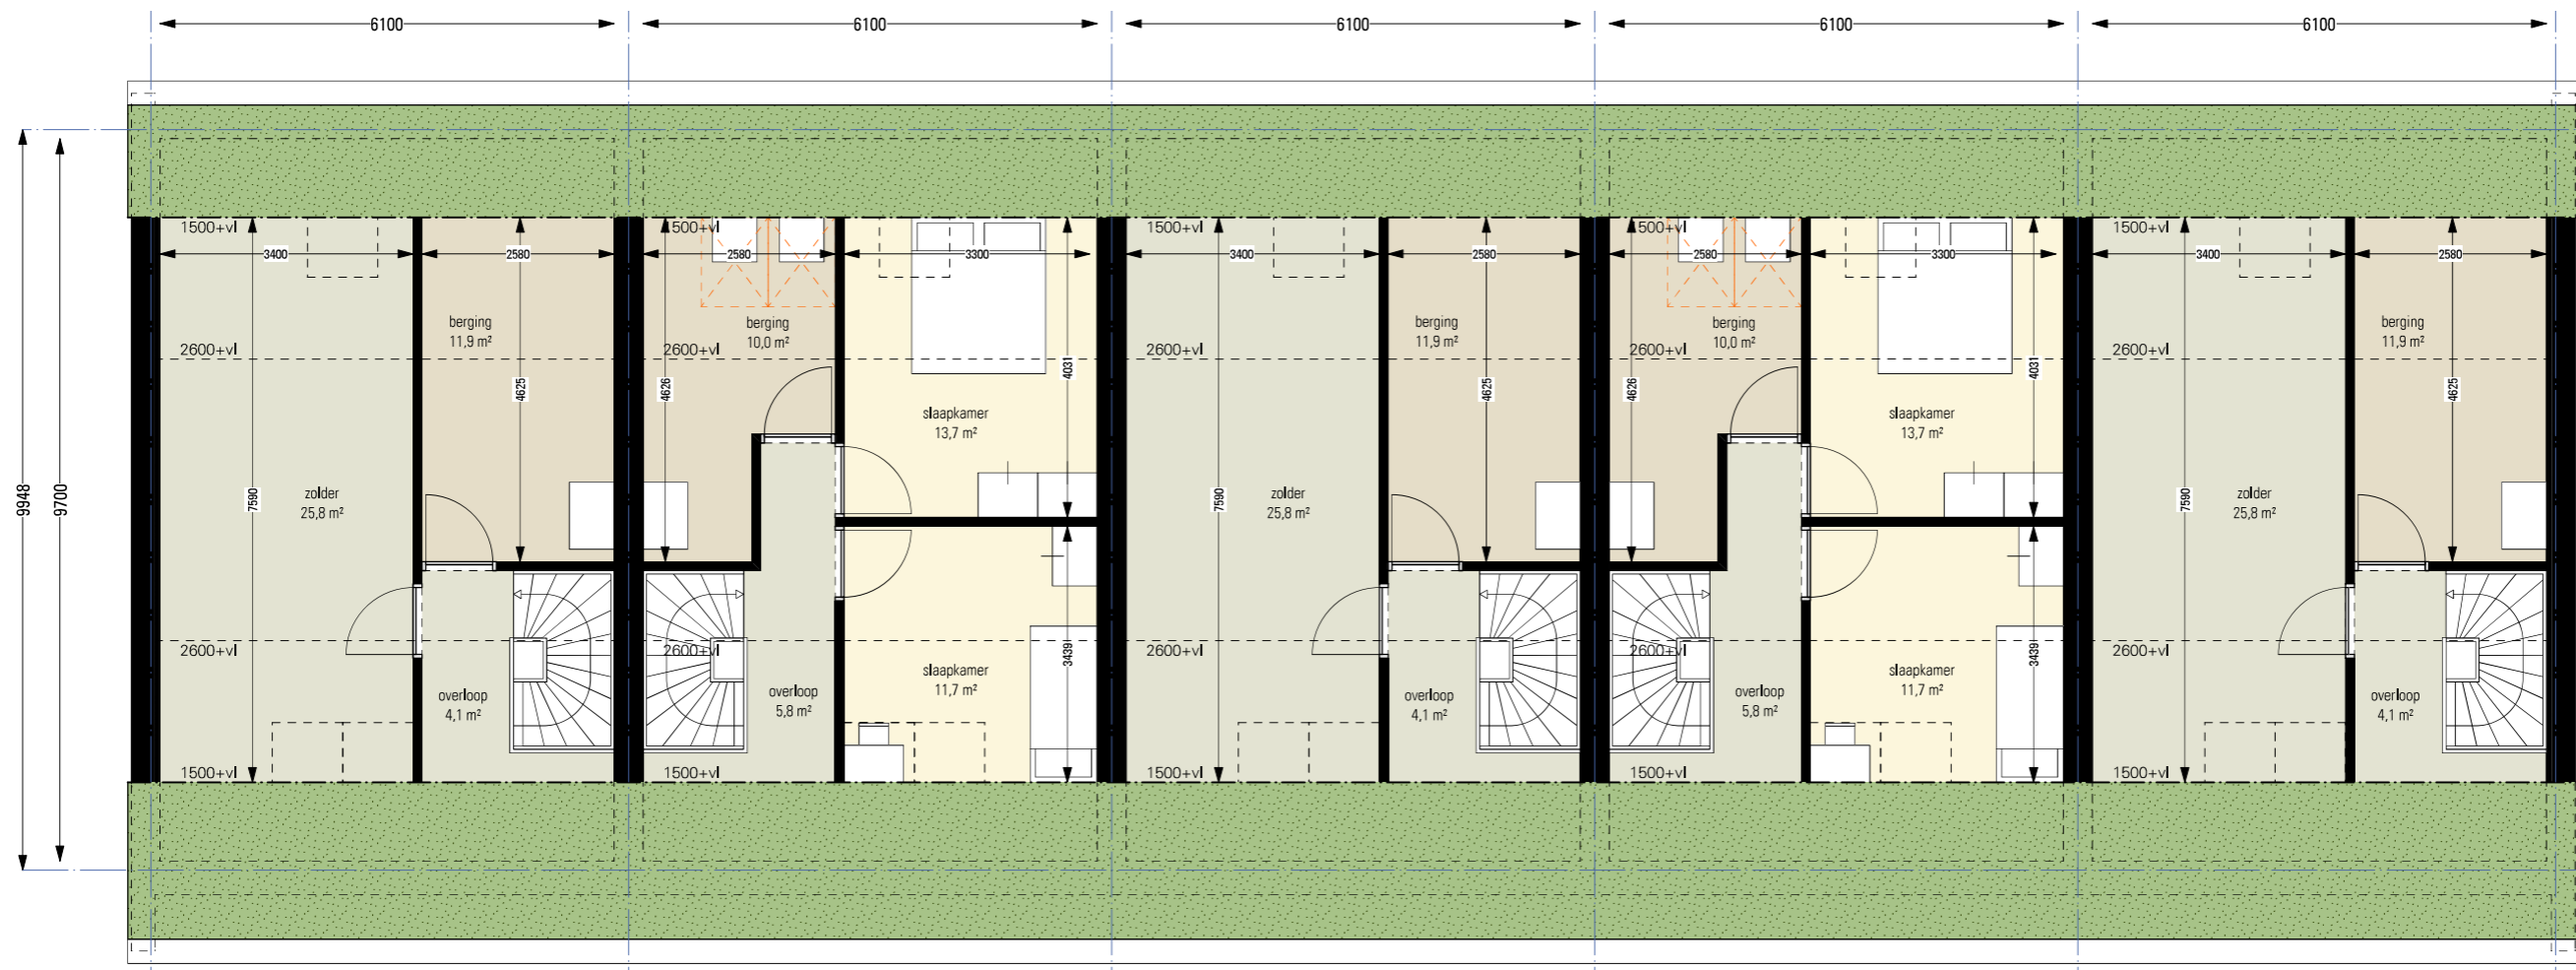 6100
6100
6100
6100
6100
9948
9700
1500+vl
1500+vl
1500+vl
1500+vl
1500+vl
3400
2580
2580
3300
3400
2580
2580
3300
3400
2580
berging
11,9 m²
berging
10,0 m²
berging
11,9 m²
berging
10,0 m²
berging
11,9 m²
2600+vl
2600+vl
2600+vl
2600+vl
2600+vl
4625
4626
4031
4625
4626
4031
4625
slaapkamer
13,7 m²
slaapkamer
13,7 m²
7590
zolder
25,8 m²
7590
zolder
25,8 m²
7590
zolder
25,8 m²
2600+vl
2600+vl
2600+vl
2600+vl
2600+vl
3439
3439
slaapkamer
11,7 m²
slaapkamer
11,7 m²
overloop
4,1 m²
overloop
5,8 m²
overloop
4,1 m²
overloop
5,8 m²
overloop
4,1 m²
1500+vl
1500+vl
1500+vl
1500+vl
1500+vl